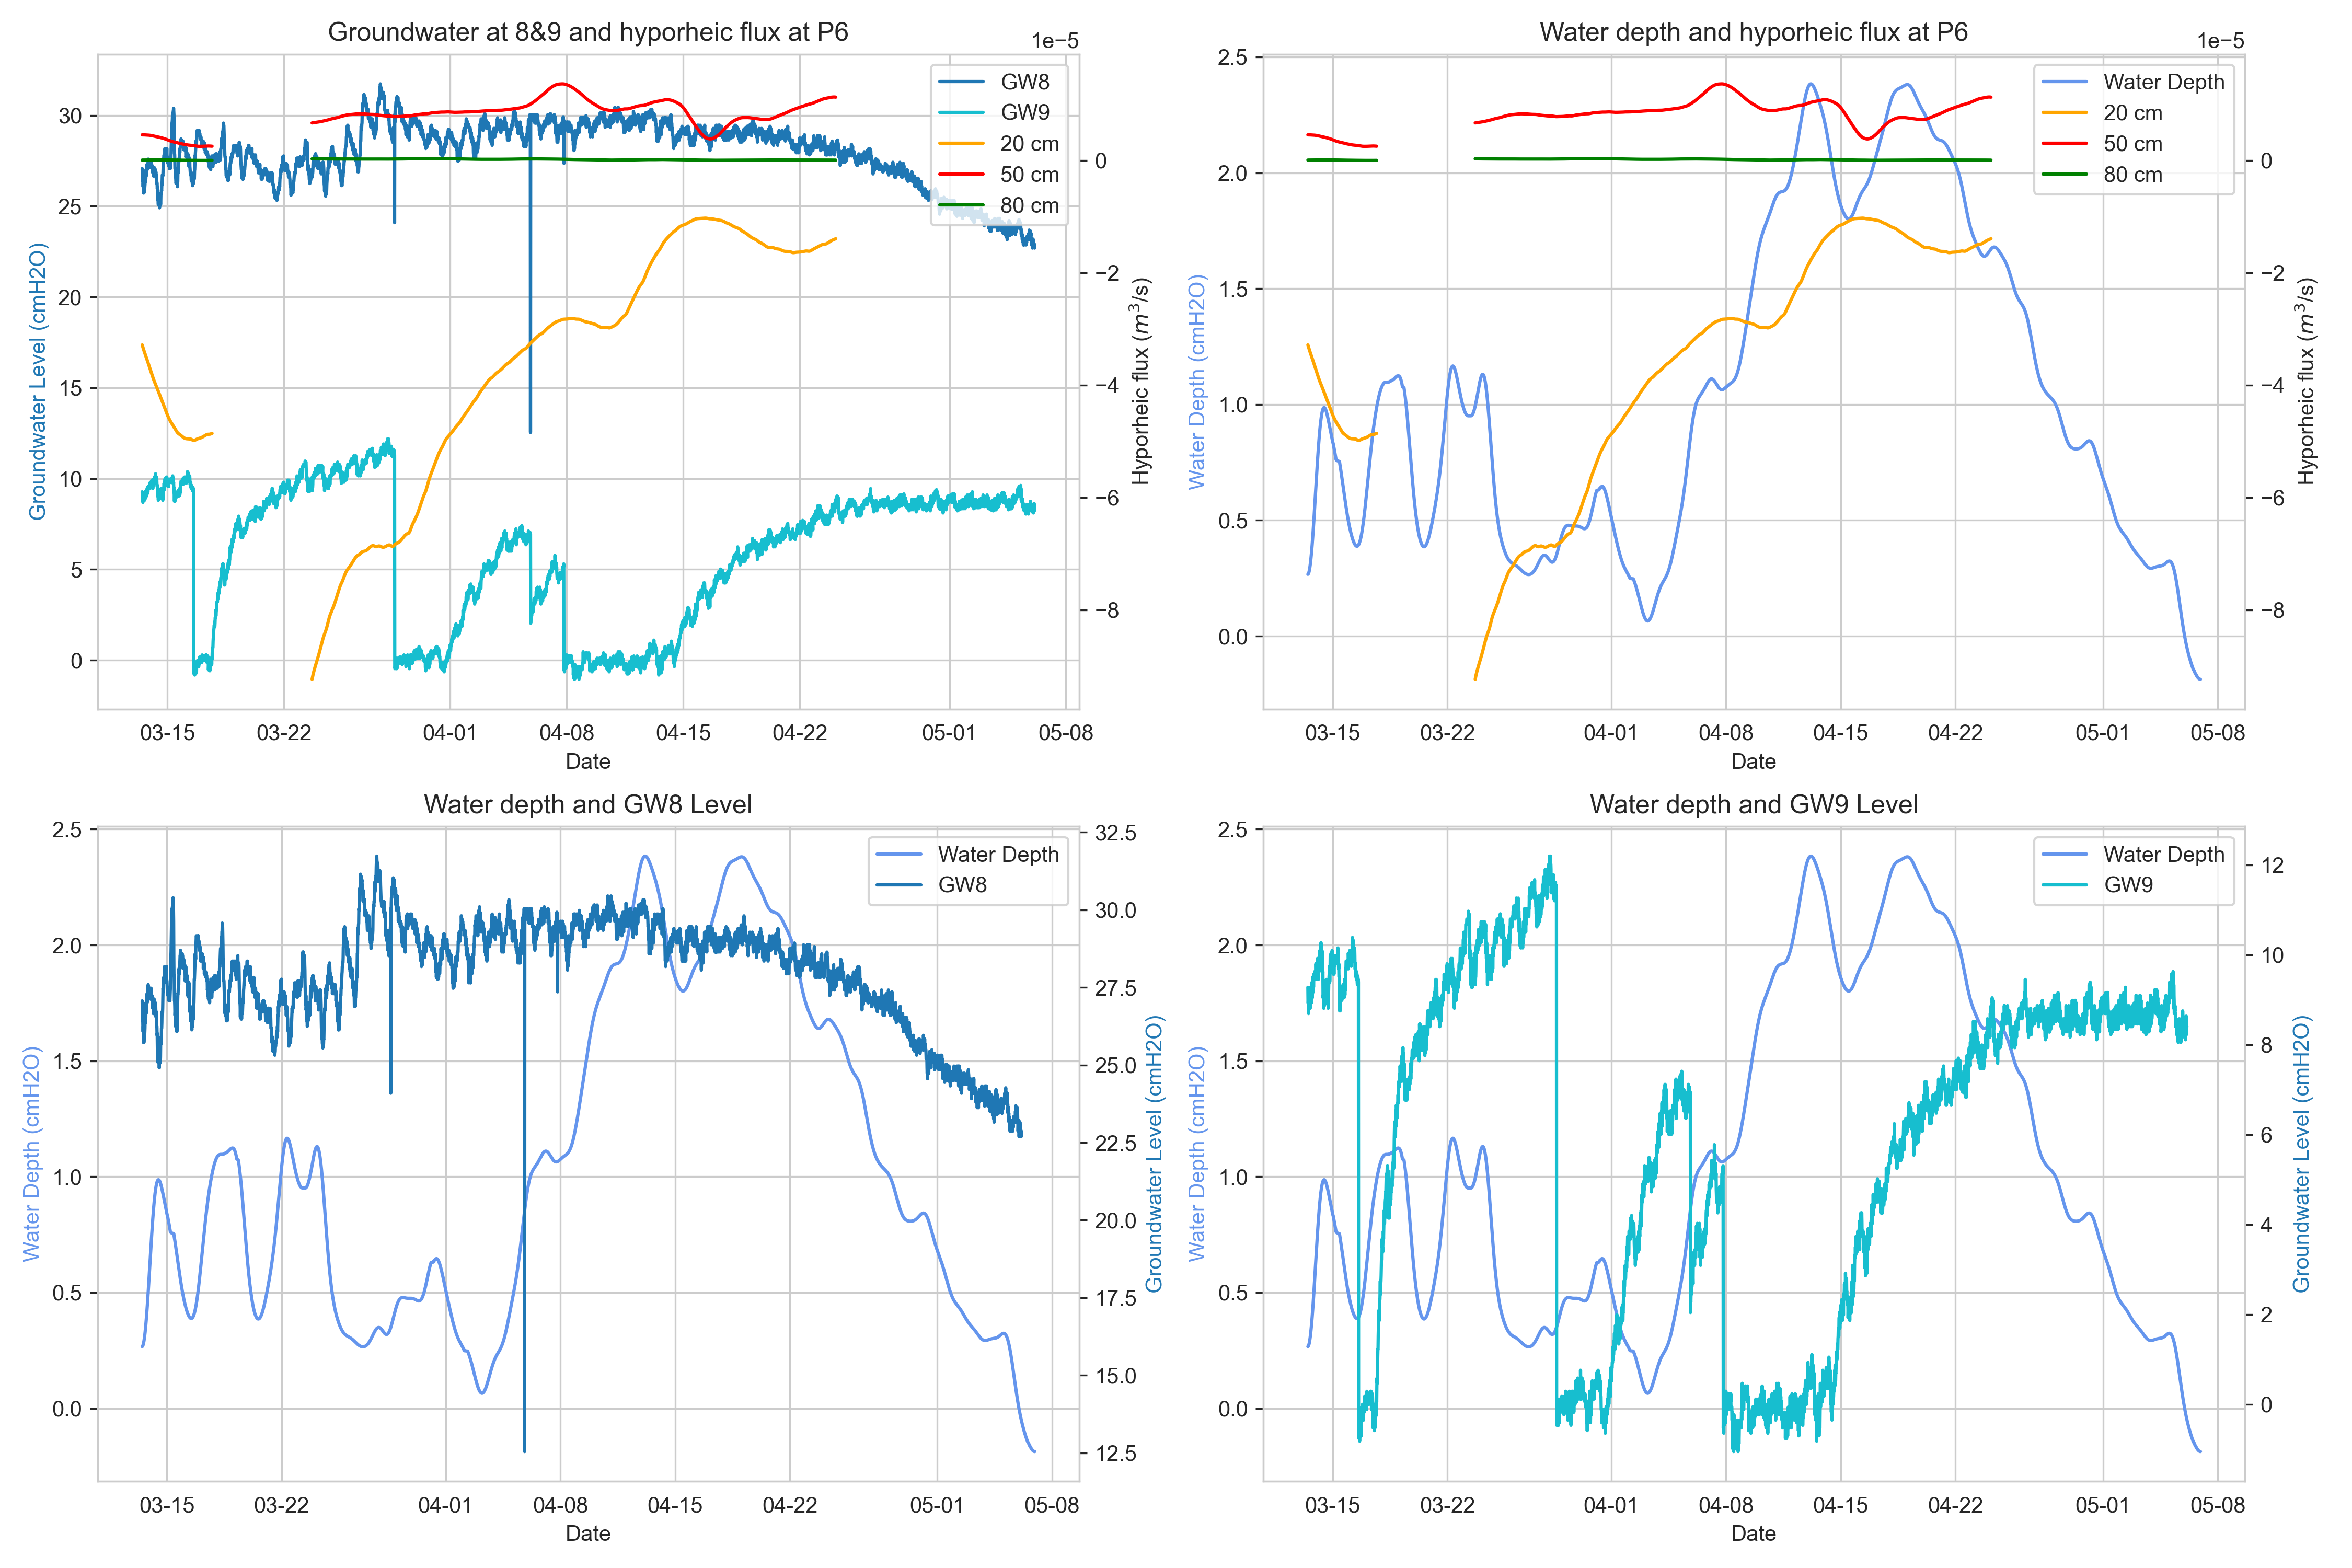 Groundwater at 8&9 and hyporheic flux at P6
1e−5
GW8
GW9
20 cm
50 cm
80 cm
30
25
20
15
10
5
0
Groundwater Level (cmH2O)
0
−2
−4
−6
−8
Hyporheic flux (m³/s)
03-15 03-22 04-01 04-08 04-15 04-22 05-01 05-08
Date
Water depth and hyporheic flux at P6
1e−5
Water Depth
20 cm
50 cm
80 cm
2.5
2.0
1.5
1.0
0.5
0.0
Water Depth (cmH2O)
0
−2
−4
−6
−8
Hyporheic flux (m³/s)
03-15 03-22 04-01 04-08 04-15 04-22 05-01 05-08
Date
Water depth and GW8 Level
Water Depth
GW8
2.5
2.0
1.5
1.0
0.5
0.0
Water Depth (cmH2O)
32.5
30.0
27.5
25.0
22.5
20.0
17.5
15.0
12.5
Groundwater Level (cmH2O)
03-15 03-22 04-01 04-08 04-15 04-22 05-01 05-08
Date
Water depth and GW9 Level
Water Depth
GW9
2.5
2.0
1.5
1.0
0.5
0.0
Water Depth (cmH2O)
12
10
8
6
4
2
0
Groundwater Level (cmH2O)
03-15 03-22 04-01 04-08 04-15 04-22 05-01 05-08
Date